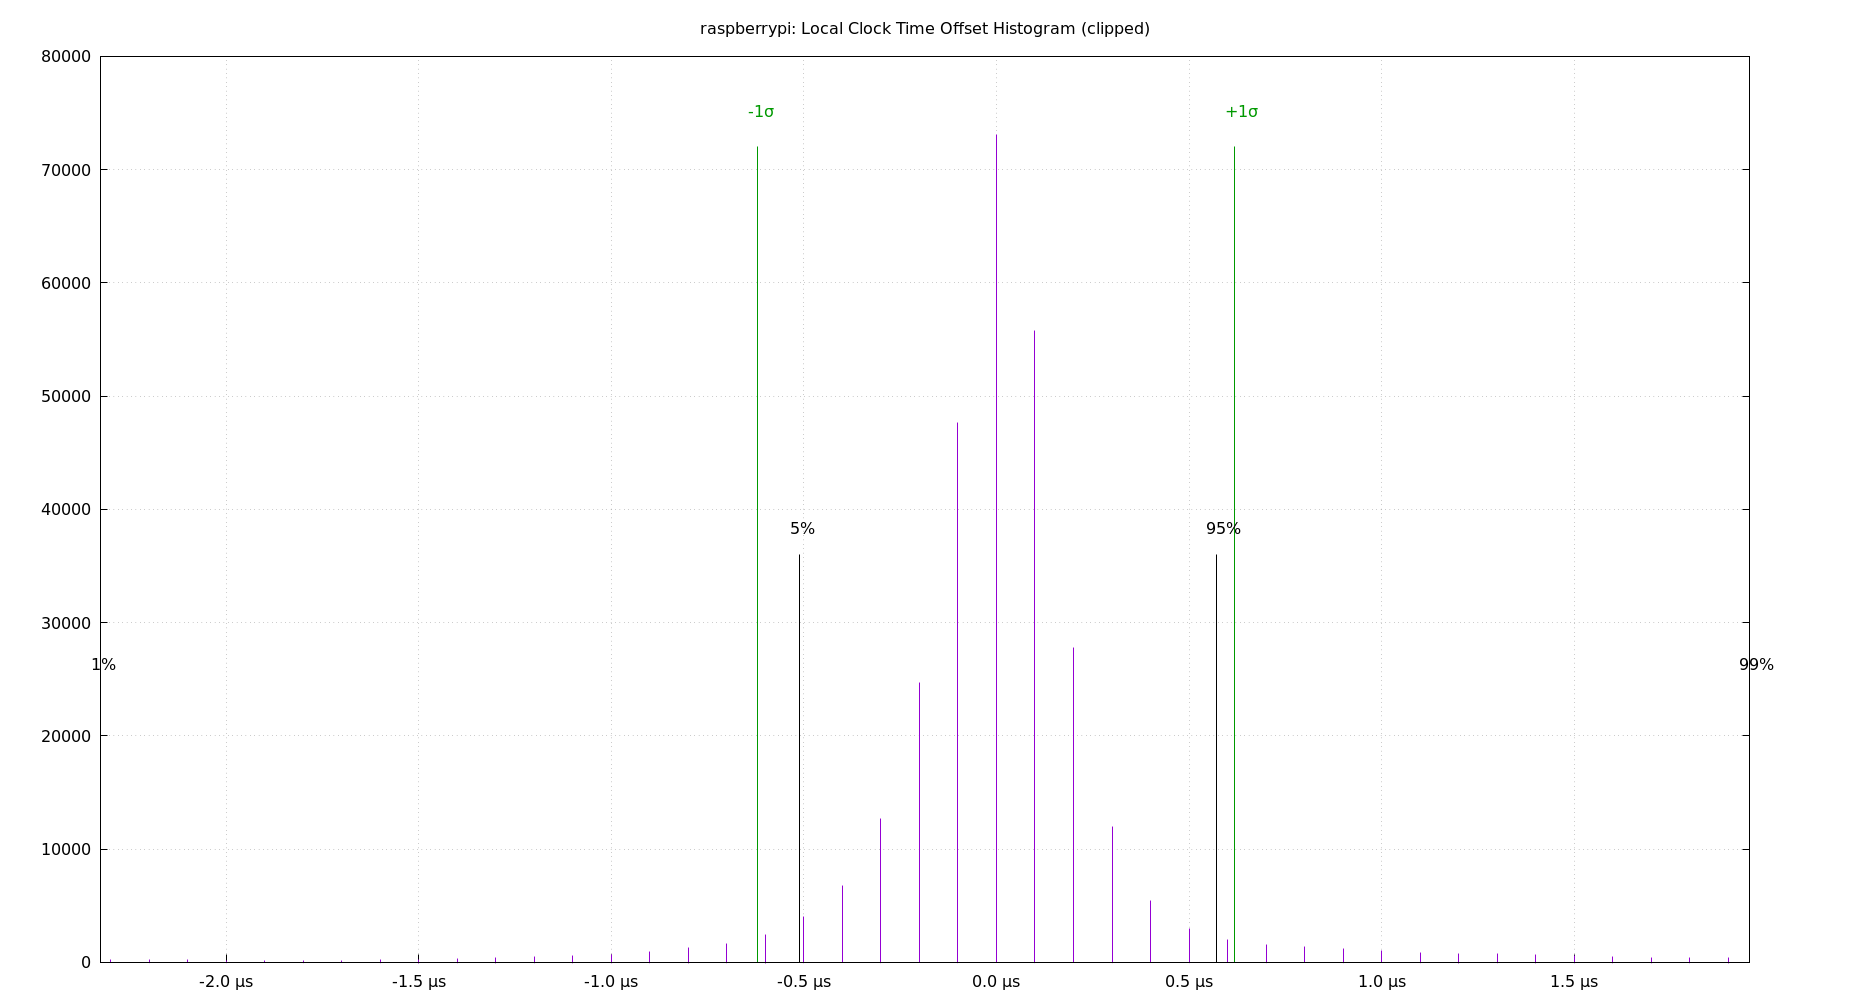 raspberrypi: Local Clock Time Offset Histogram (clipped)
80000
-1σ
+1σ
70000
60000
50000
40000
5%
95%
30000
1%
99%
20000
10000
0
-2.0 μs
-1.5 μs
-1.0 μs
-0.5 μs
0.0 μs
0.5 μs
1.0 μs
1.5 μs